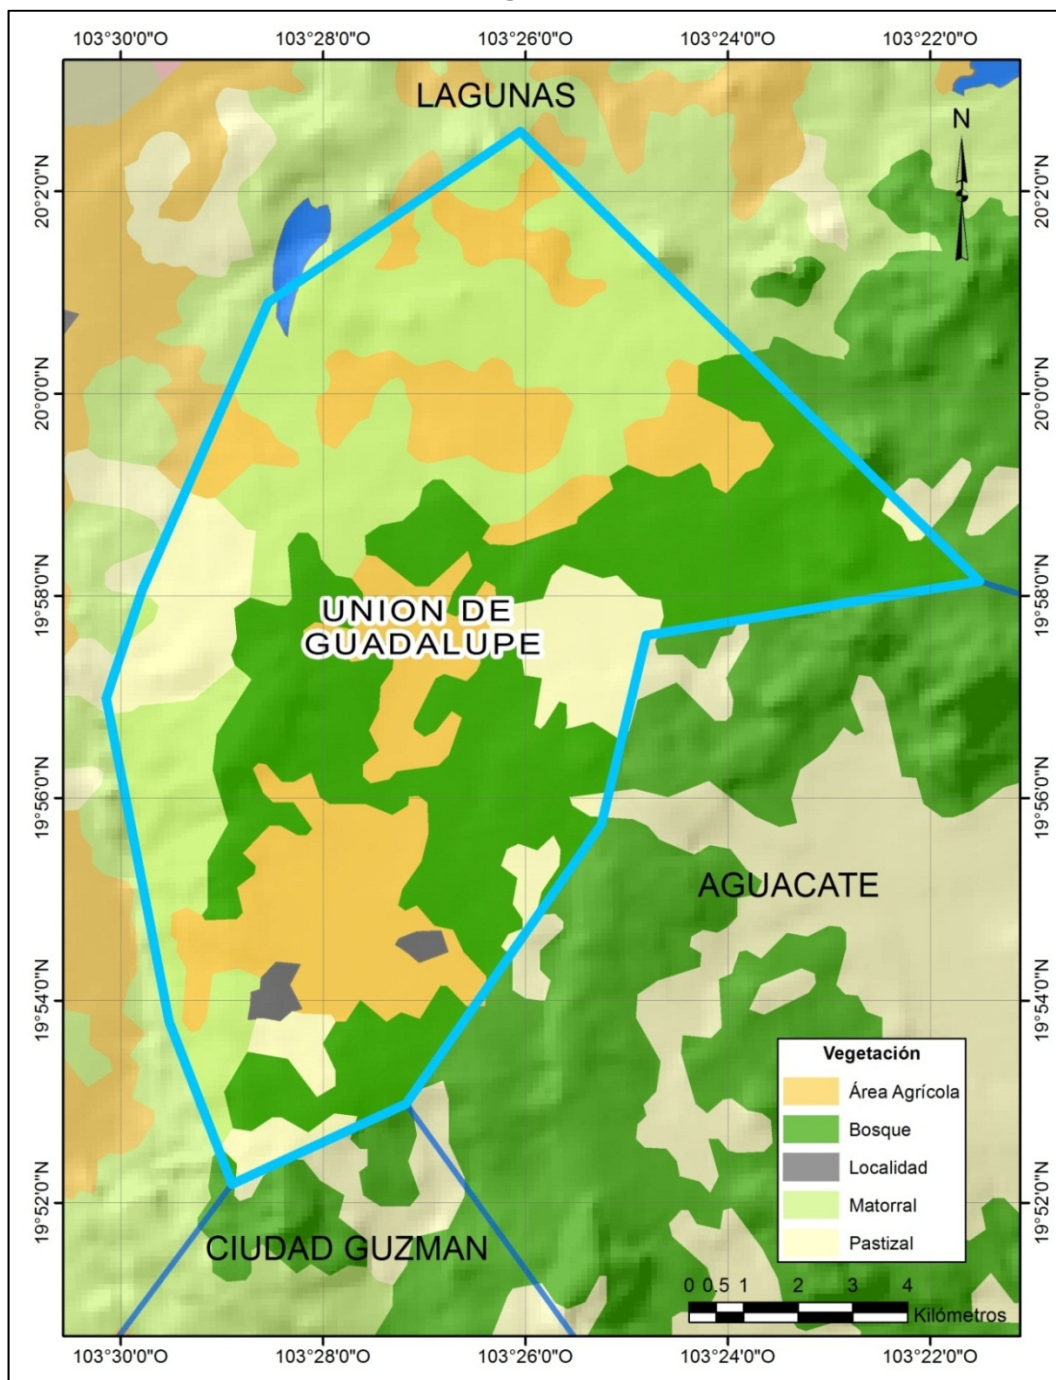 103°30'0"O 103°28'0"O 103°26'0"O 103°24'0"O 103°22'0"O
LAGUNAS
N
20°2'0"N 20°2'0"N
20°0'0"N 20°0'0"N
19°58'0"N 19°58'0"N
UNION DE
GUADALUPE
19°56'0"N 19°56'0"N
AGUACATE
19°54'0"N 19°54'0"N
Vegetación
Área Agrícola
Bosque
Localidad
Matorral
Pastizal
19°52'0"N 19°52'0"N
CIUDAD GUZMAN
0 0.5 1 2 3 4
Kilómetros
103°30'0"O 103°28'0"O 103°26'0"O 103°24'0"O 103°22'0"O